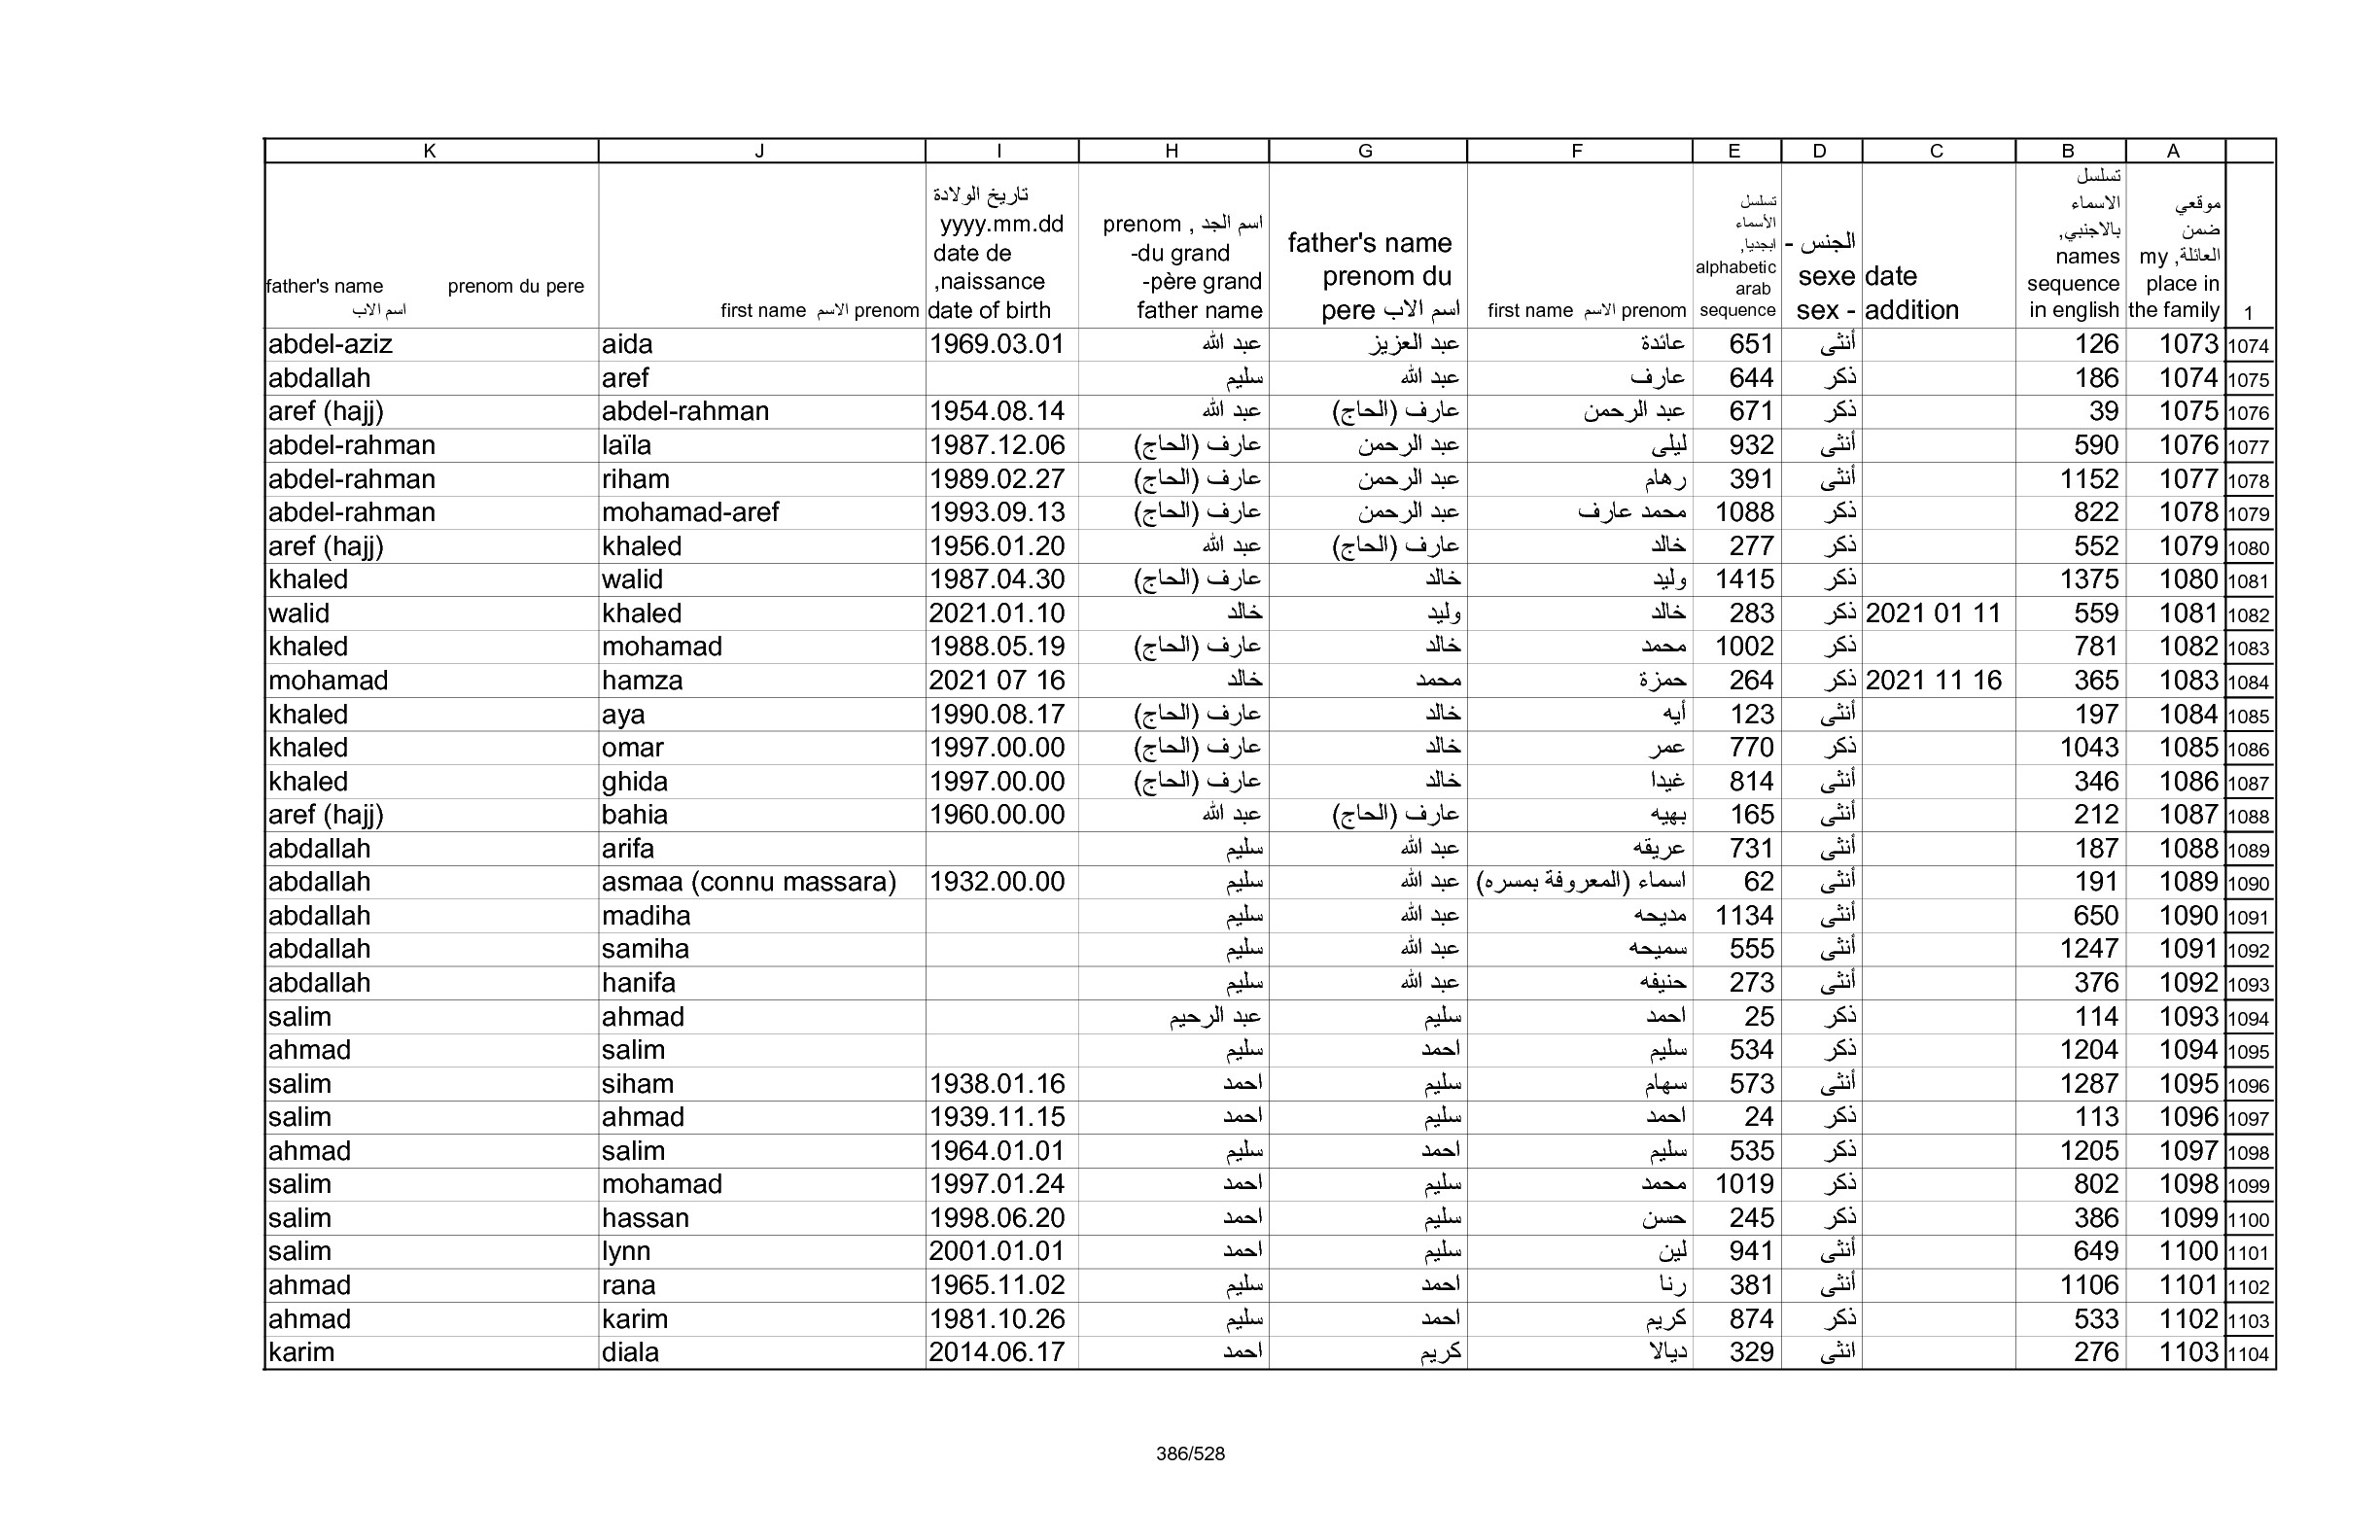 K J I H G F E D C B A
father's name prenom du pere اسم الاب | first name الاسم prenom | تاريخ الولادة yyyy.mm.dd date de ,naissance date of birth | prenom , اسم الجد -du grand -père grand father name | father's name prenom du pere اسم الاب | first name الاسم prenom | تسلسل الأسماء ابجديا, alphabetic arab sequence | الجنس - sexe sex - | date addition | تسلسل الاسماء بالاجنبي, names sequence in english | موقعي ضمن العائلة, my place in the family | 1
abdel-aziz aida 1969.03.01 عبد الله عبد العزيز عائدة 651 أنثى 126 1073 1074
abdallah aref سليم عبد الله عارف 644 ذكر 186 1074 1075
aref (hajj) abdel-rahman 1954.08.14 عبد الله عارف (الحاج) عبد الرحمن 671 ذكر 39 1075 1076
abdel-rahman laïla 1987.12.06 عارف (الحاج) عبد الرحمن ليلى 932 أنثى 590 1076 1077
abdel-rahman riham 1989.02.27 عارف (الحاج) عبد الرحمن رهام 391 أنثى 1152 1077 1078
abdel-rahman mohamad-aref 1993.09.13 عارف (الحاج) عبد الرحمن محمد عارف 1088 ذكر 822 1078 1079
aref (hajj) khaled 1956.01.20 عبد الله عارف (الحاج) خالد 277 ذكر 552 1079 1080
khaled walid 1987.04.30 عارف (الحاج) خالد وليد 1415 ذكر 1375 1080 1081
walid khaled 2021.01.10 خالد وليد خالد 283 ذكر 2021 01 11 559 1081 1082
khaled mohamad 1988.05.19 عارف (الحاج) خالد محمد 1002 ذكر 781 1082 1083
mohamad hamza 2021 07 16 خالد محمد حمزة 264 ذكر 2021 11 16 365 1083 1084
khaled aya 1990.08.17 عارف (الحاج) خالد أيه 123 أنثى 197 1084 1085
khaled omar 1997.00.00 عارف (الحاج) خالد عمر 770 ذكر 1043 1085 1086
khaled ghida 1997.00.00 عارف (الحاج) خالد غيدا 814 أنثى 346 1086 1087
aref (hajj) bahia 1960.00.00 عبد الله عارف (الحاج) بهيه 165 أنثى 212 1087 1088
abdallah arifa سليم عبد الله عريقه 731 أنثى 187 1088 1089
abdallah asmaa (connu massara) 1932.00.00 سليم عبد الله اسماء (المعروفة بمسره) 62 أنثى 191 1089 1090
abdallah madiha سليم عبد الله مديحه 1134 أنثى 650 1090 1091
abdallah samiha سليم عبد الله سميحه 555 أنثى 1247 1091 1092
abdallah hanifa سليم عبد الله حنيفه 273 أنثى 376 1092 1093
salim ahmad عبد الرحيم سليم احمد 25 ذكر 114 1093 1094
ahmad salim سليم احمد سليم 534 ذكر 1204 1094 1095
salim siham 1938.01.16 احمد سليم سهام 573 أنثى 1287 1095 1096
salim ahmad 1939.11.15 احمد سليم احمد 24 ذكر 113 1096 1097
ahmad salim 1964.01.01 سليم احمد سليم 535 ذكر 1205 1097 1098
salim mohamad 1997.01.24 احمد سليم محمد 1019 ذكر 802 1098 1099
salim hassan 1998.06.20 احمد سليم حسن 245 ذكر 386 1099 1100
salim lynn 2001.01.01 احمد سليم لين 941 أنثى 649 1100 1101
ahmad rana 1965.11.02 سليم احمد رنا 381 أنثى 1106 1101 1102
ahmad karim 1981.10.26 سليم احمد كريم 874 ذكر 533 1102 1103
karim diala 2014.06.17 احمد كريم ديالا 329 انثى 276 1103 1104
386/528